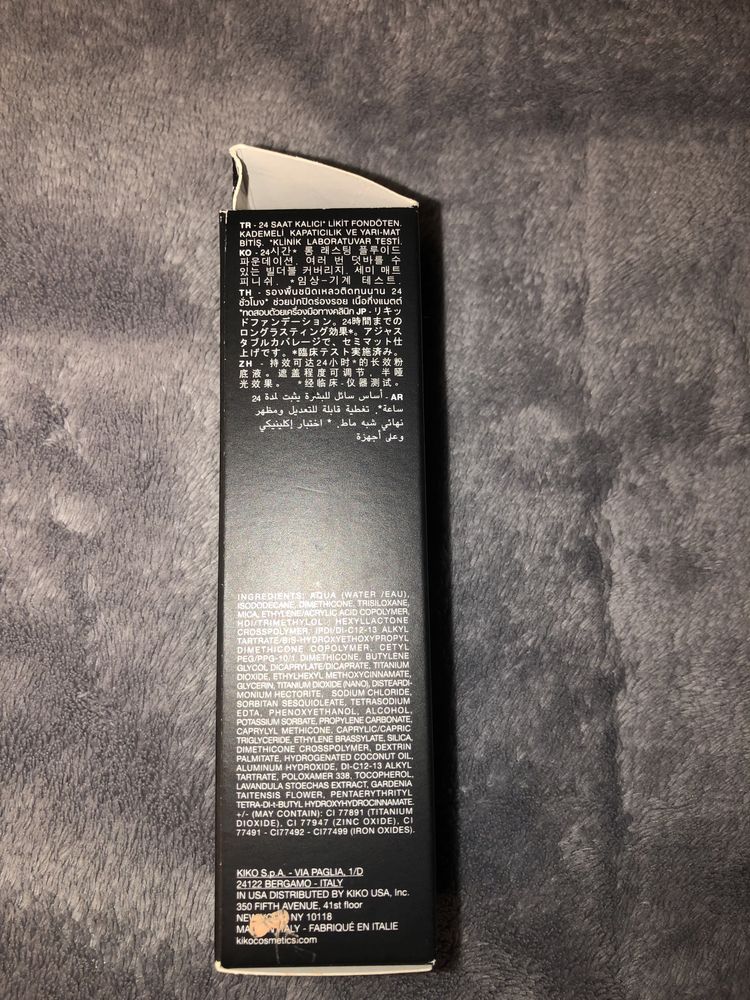 TR - 24 SAAT KALICI* LİKİT FONDÖTEN.
KADEMELİ KAPATICILIK VE YARI-MAT
BİTİŞ. *KLİNİK LABORATUVAR TESTİ.
KO - 24시간* 롱 래스팅 플루이드
파운데이션. 여러 번 덧바를 수
있는 빌더블 커버리지. 세미 매트
피니쉬. *임상-기계 테스트.
TH - รองพื้นชนิดเหลวติดทนนาน 24
ชั่วโมง* ช่วยปกปิดร่องรอย เนื้อกึ่งแมตต์
*ทดสอบด้วยเครื่องมือทางคลินิก JP - リキッ
ドファンデーション。24時間までの
ロングラスティング効果*。アジャス
タブルカバレージで、セミマット仕
上げです。*臨床テスト実施済み。
ZH - 持效可达24小时*的长效粉
底液。遮盖程度可调节，半哑
光效果。 *经临床-仪器测试。
AR - أساس سائل للبشرة يثبت لمدة 24
ساعة*. تغطية قابلة للتعديل ومظهر
نهائي شبه ماط. * اختبار إكلينيكي
وعلى أجهزة
INGREDIENTS: AQUA (WATER /EAU),
ISODODECANE, DIMETHICONE, TRISILOXANE,
MICA, ETHYLENE/ACRYLIC ACID COPOLYMER,
HDI/TRIMETHYLOL HEXYLLACTONE
CROSSPOLYMER, IPDI/DI-C12-13 ALKYL
TARTRATE/BIS-HYDROXYETHOXYPROPYL
DIMETHICONE COPOLYMER, CETYL
PEG/PPG-10/1 DIMETHICONE, BUTYLENE
GLYCOL DICAPRYLATE/DICAPRATE, TITANIUM
DIOXIDE, ETHYLHEXYL METHOXYCINNAMATE,
GLYCERIN, TITANIUM DIOXIDE (NANO), DISTEARDI-
MONIUM HECTORITE, SODIUM CHLORIDE,
SORBITAN SESQUIOLEATE, TETRASODIUM
EDTA, PHENOXYETHANOL, ALCOHOL,
POTASSIUM SORBATE, PROPYLENE CARBONATE,
CAPRYLYL METHICONE, CAPRYLIC/CAPRIC
TRIGLYCERIDE, ETHYLENE BRASSYLATE, SILICA,
DIMETHICONE CROSSPOLYMER, DEXTRIN
PALMITATE, HYDROGENATED COCONUT OIL,
ALUMINUM HYDROXIDE, DI-C12-13 ALKYL
TARTRATE, POLOXAMER 338, TOCOPHEROL,
LAVANDULA STOECHAS EXTRACT, GARDENIA
TAITENSIS FLOWER, PENTAERYTHRITYL
TETRA-DI-t-BUTYL HYDROXYHYDROCINNAMATE.
+/- (MAY CONTAIN): CI 77891 (TITANIUM
DIOXIDE), CI 77947 (ZINC OXIDE), CI
77491 - CI77492 - CI77499 (IRON OXIDES).
KIKO S.p.A. - VIA PAGLIA, 1/D
24122 BERGAMO - ITALY
IN USA DISTRIBUTED BY KIKO USA, Inc.
350 FIFTH AVENUE, 41st floor
NEW YORK, NY 10118
MADE IN ITALY - FABRIQUÉ EN ITALIE
kikocosmetics.com